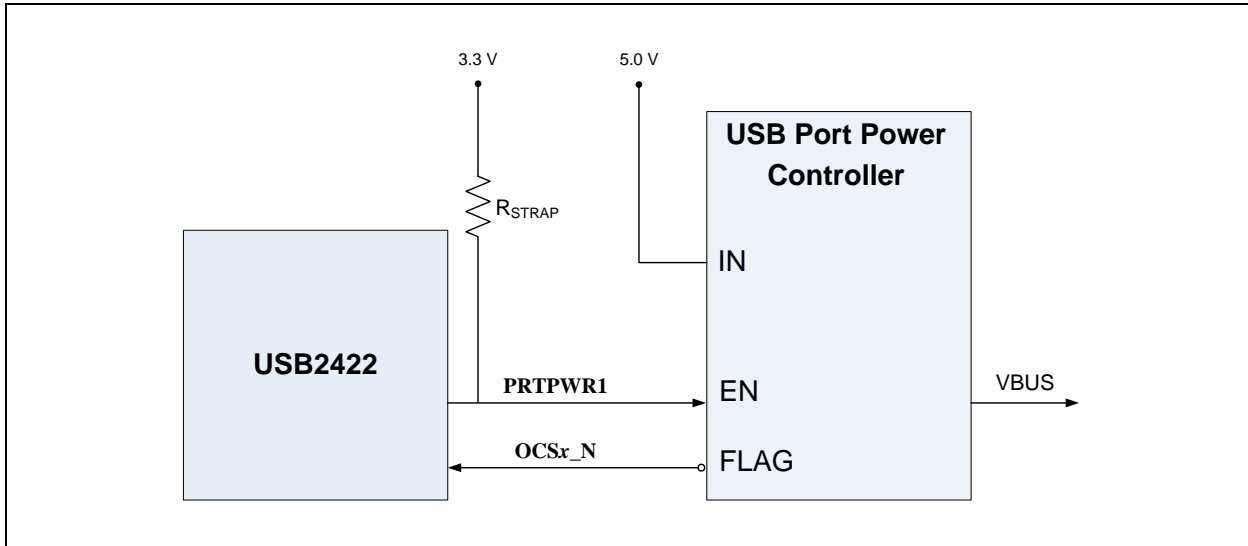 3.3 V
5.0 V
USB Port Power
Controller
RSTRAP
IN
USB2422
PRTPWR1
EN
VBUS
OCSx_N
FLAG